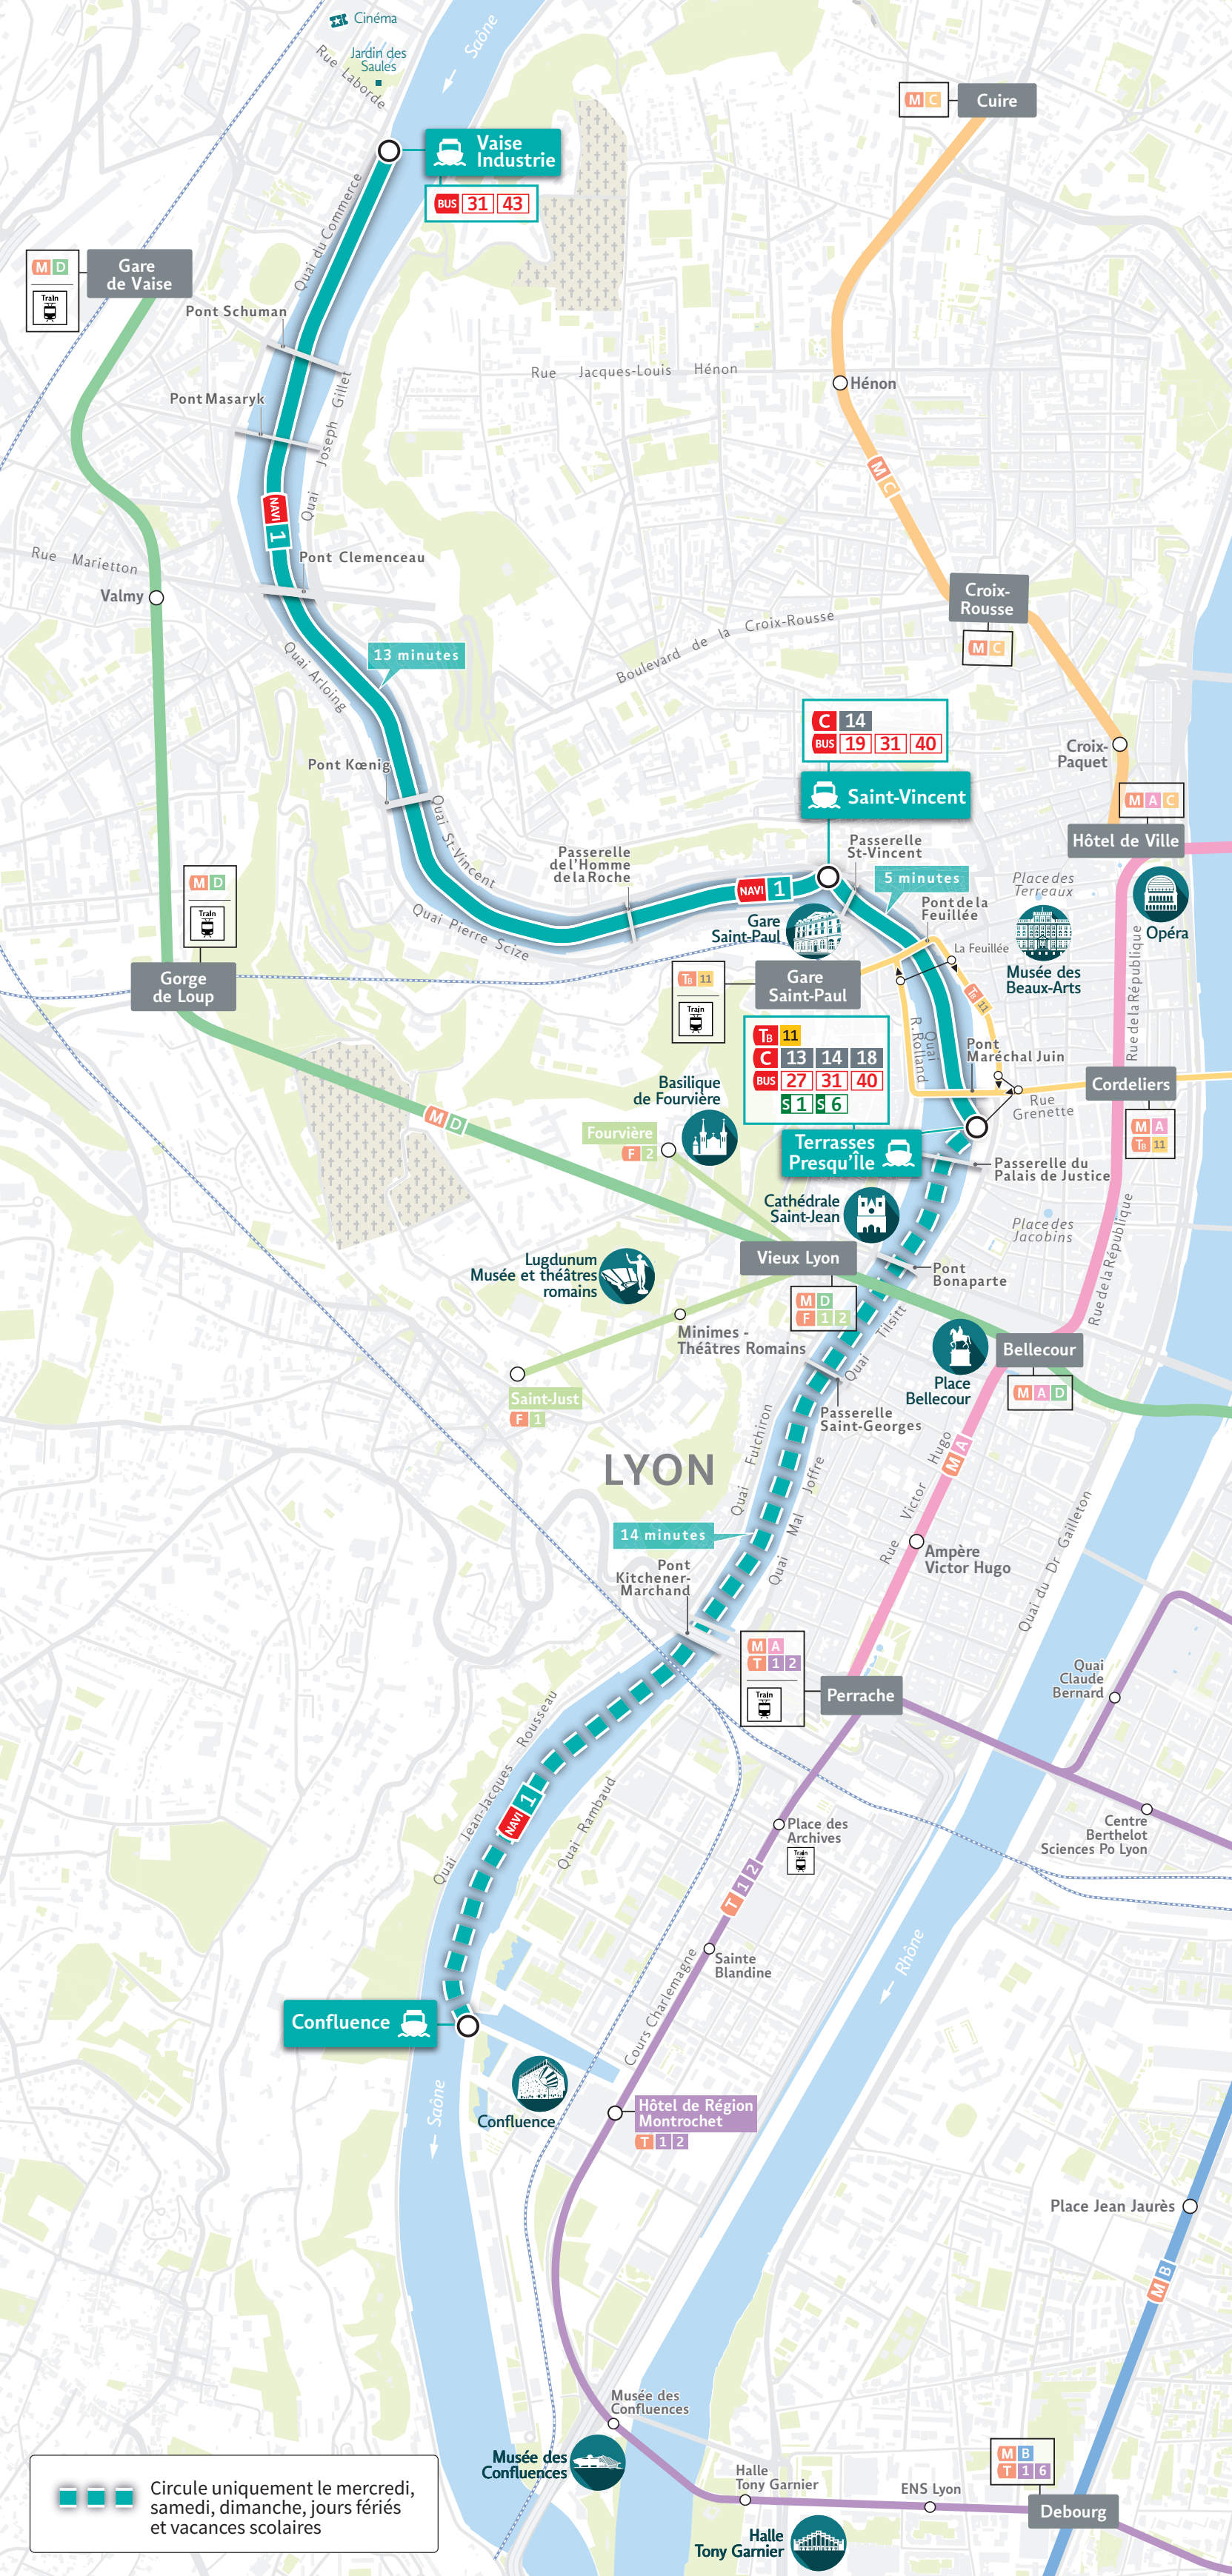 Cinéma
Jardin des
Saules
Rue Laborde
Saône
Vaise
Industrie
BUS 31 43
M C
Cuire
M D
Train
Gare
de Vaise
Quai du Commerce
Pont Schuman
Pont Masaryk
Quai Joseph Gillet
Rue Jacques-Louis Hénon
Hénon
M C
NAVI 1
Rue Marietton
Pont Clemenceau
Valmy
Croix-
Rousse
M C
Boulevard de la Croix-Rousse
13 minutes
Quai Arloing
C 14
BUS 19 31 40
Saint-Vincent
Croix-
Paquet
M A C
Hôtel de Ville
Pont Kœnig
Quai St-Vincent
Passerelle
de l'Homme
de la Roche
Passerelle
St-Vincent
5 minutes
Place des
Terreaux
NAVI 1
Pont de la
Feuillée
La Feuillée
Opéra
Musée des
Beaux-Arts
Gare
Saint-Paul
Quai Pierre Scize
M D
Train
Gorge
de Loup
TB 11
Train
Gare
Saint-Paul
TB 11
Rue de la République
Quai
R. Rolland
Pont
Maréchal Juin
TB 11
C 13 14 18
BUS 27 31 40
S 1 S 6
Cordeliers
M A
TB 11
Rue
Grenette
Basilique
de Fourvière
Fourvière
F 2
M D
Terrasses
Presqu'Île
Passerelle du
Palais de Justice
Cathédrale
Saint-Jean
Place des
Jacobins
Rue de la République
Vieux Lyon
M D
F 1 2
Pont
Bonaparte
Lugdunum
Musée et théâtres
romains
Minimes -
Théâtres Romains
Quai Tilsitt
Bellecour
M A D
Place
Bellecour
Saint-Just
F 1
Passerelle
Saint-Georges
LYON
Quai Fulchiron
Quai Mal Joffre
M A
Rue Victor Hugo
Quai du Dr Gailleton
14 minutes
Ampère
Victor Hugo
Pont
Kitchener-
Marchand
M A
T 1 2
Train
Perrache
Quai
Claude
Bernard
Quai Jean-Jacques Rousseau
NAVI 1
Quai Rambaud
Place des
Archives
Train
Centre
Berthelot
Sciences Po Lyon
T 1 2
Sainte
Blandine
Rhône
Cours Charlemagne
Confluence
Saône
Confluence
Hôtel de Région
Montrochet
T 1 2
Place Jean Jaurès
M B
Musée des
Confluences
Musée des
Confluences
Halle
Tony Garnier
ENS Lyon
M B
T 1 6
Debourg
Halle
Tony Garnier
Circule uniquement le mercredi,
samedi, dimanche, jours fériés
et vacances scolaires